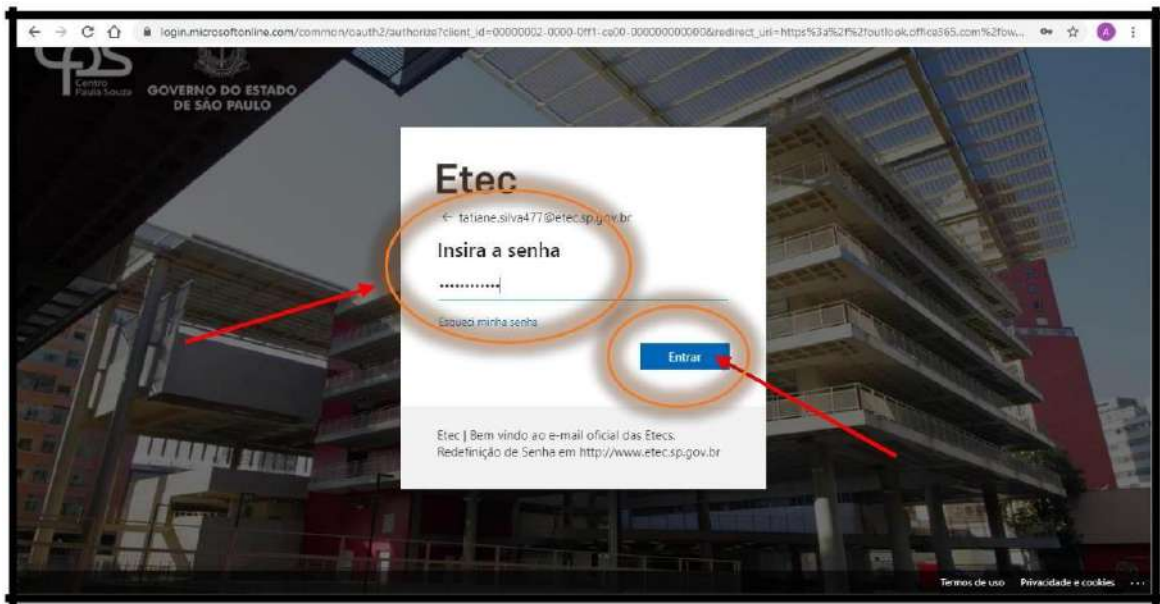 login.microsoftonline.com/common/oauth2/authorize?client_id=00000002-0000-0ff1-ce00-000000000000&redirect_uri=https%3a%2f%2foutlook.office365.com%2fow...
A
cps
Centro
Paula Souza
GOVERNO DO ESTADO
DE SÃO PAULO
Etec
← tatiane.silva477@etec.sp.gov.br
Insira a senha
••••••••••••
Esqueci minha senha
Entrar
Etec | Bem vindo ao e-mail oficial das Etecs.
Redefinição de Senha em http://www.etec.sp.gov.br
Termos de uso Privacidade e cookies ...